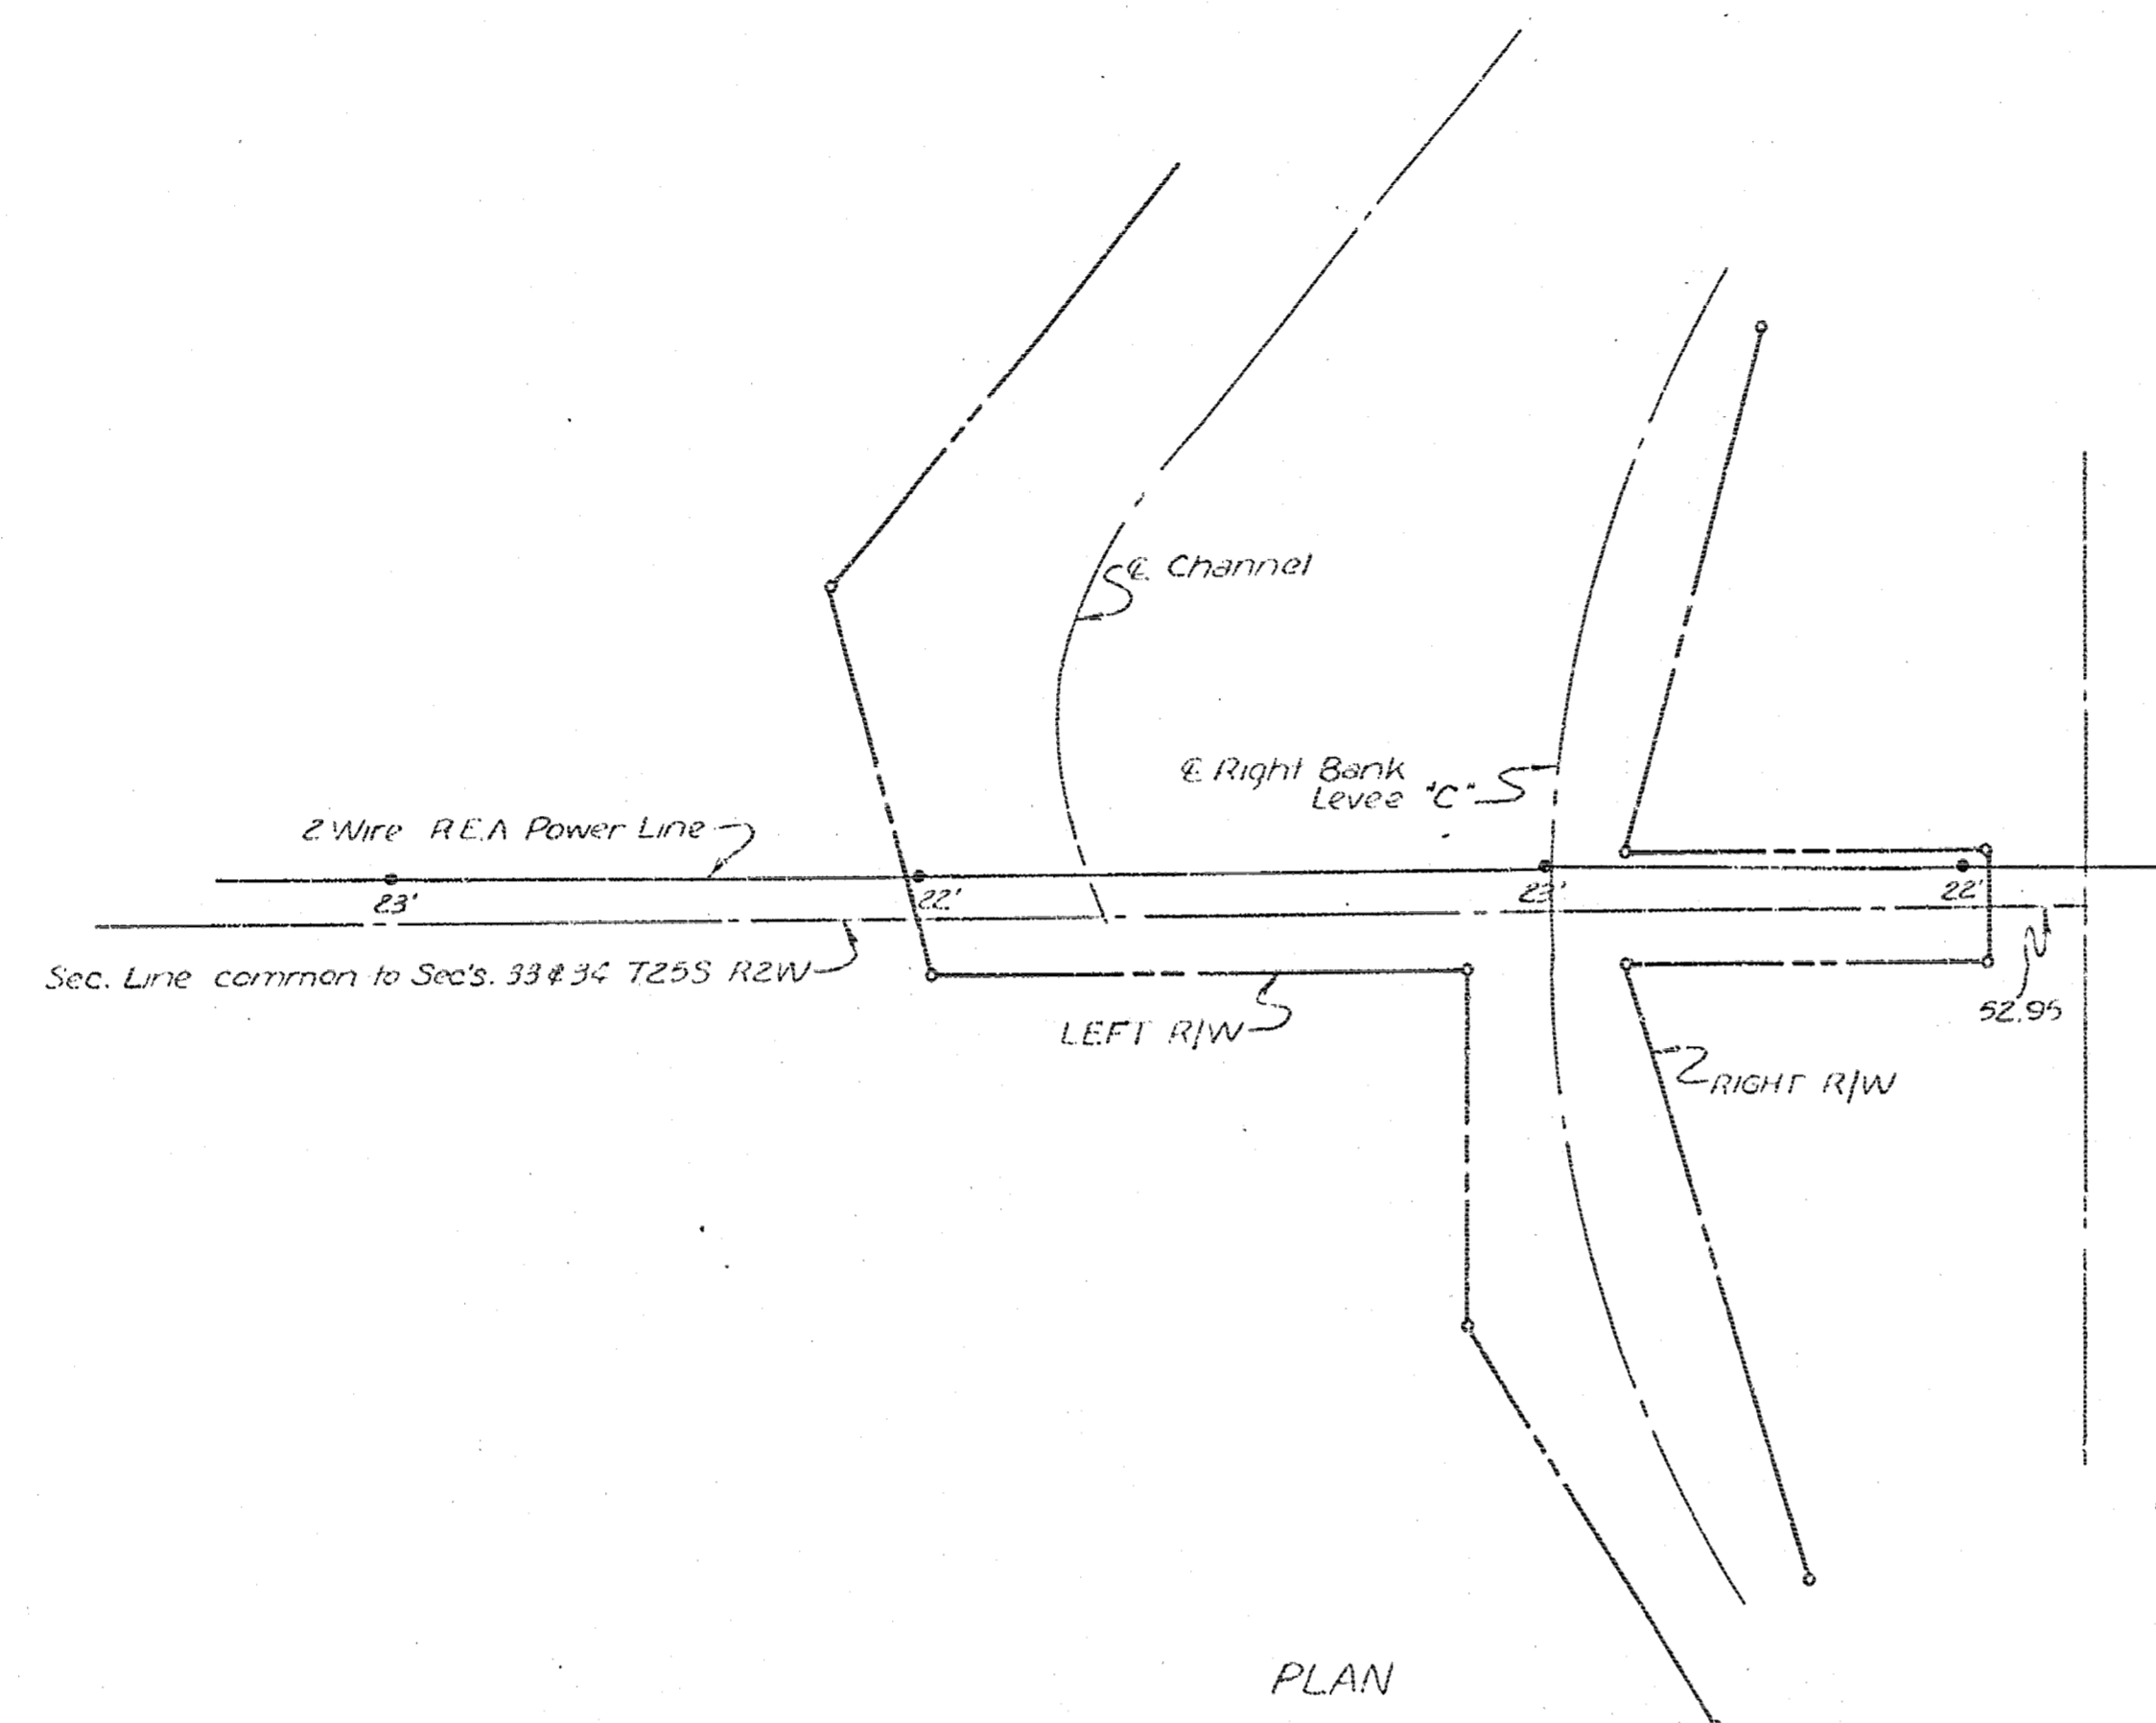 ℄ Channel
℄ Right Bank
Levee "C"
2 Wire R.E.A Power Line
23'
22'
23'
22'
Sec. Line common to Sec's. 33 & 34 T25S R2W
52.95
LEFT R/W
RIGHT R/W
PLAN